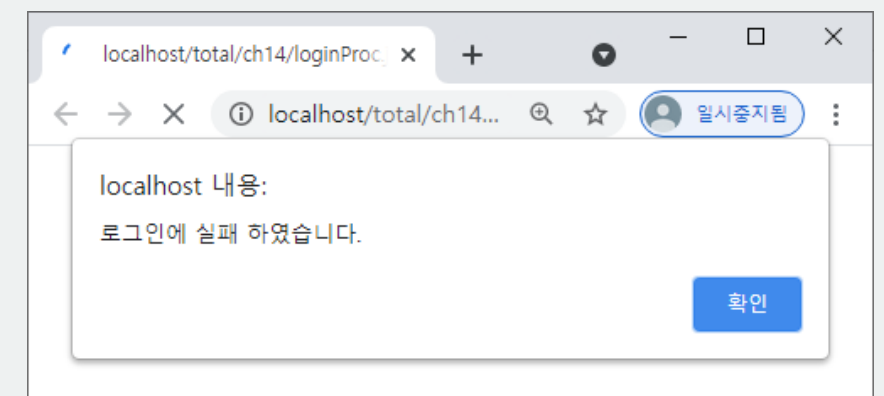 localhost/total/ch14/loginProc.
localhost/total/ch14...
일시중지됨
localhost 내용:
로그인에 실패 하였습니다.
확인